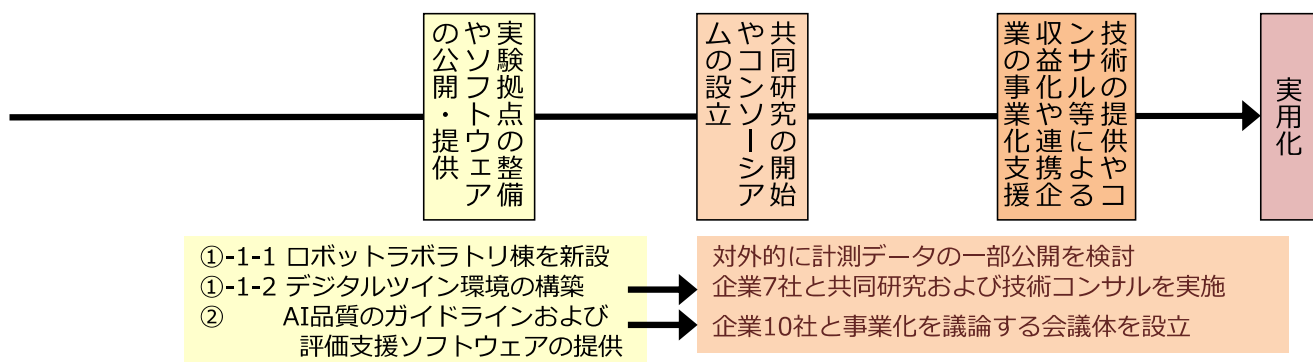 実験拠点の整備
やソフトウェア
の公開・提供
共同研究の開始
やコンソーシア
ムの設立
技術の提供やコ
ンサル等による
収益化や連携企
業の事業化支援
実用化
①-1-1 ロボットラボラトリ棟を新設
①-1-2 デジタルツイン環境の構築
② AI品質のガイドラインおよび
評価支援ソフトウェアの提供
対外的に計測データの一部公開を検討
企業7社と共同研究および技術コンサルを実施
企業10社と事業化を議論する会議体を設立